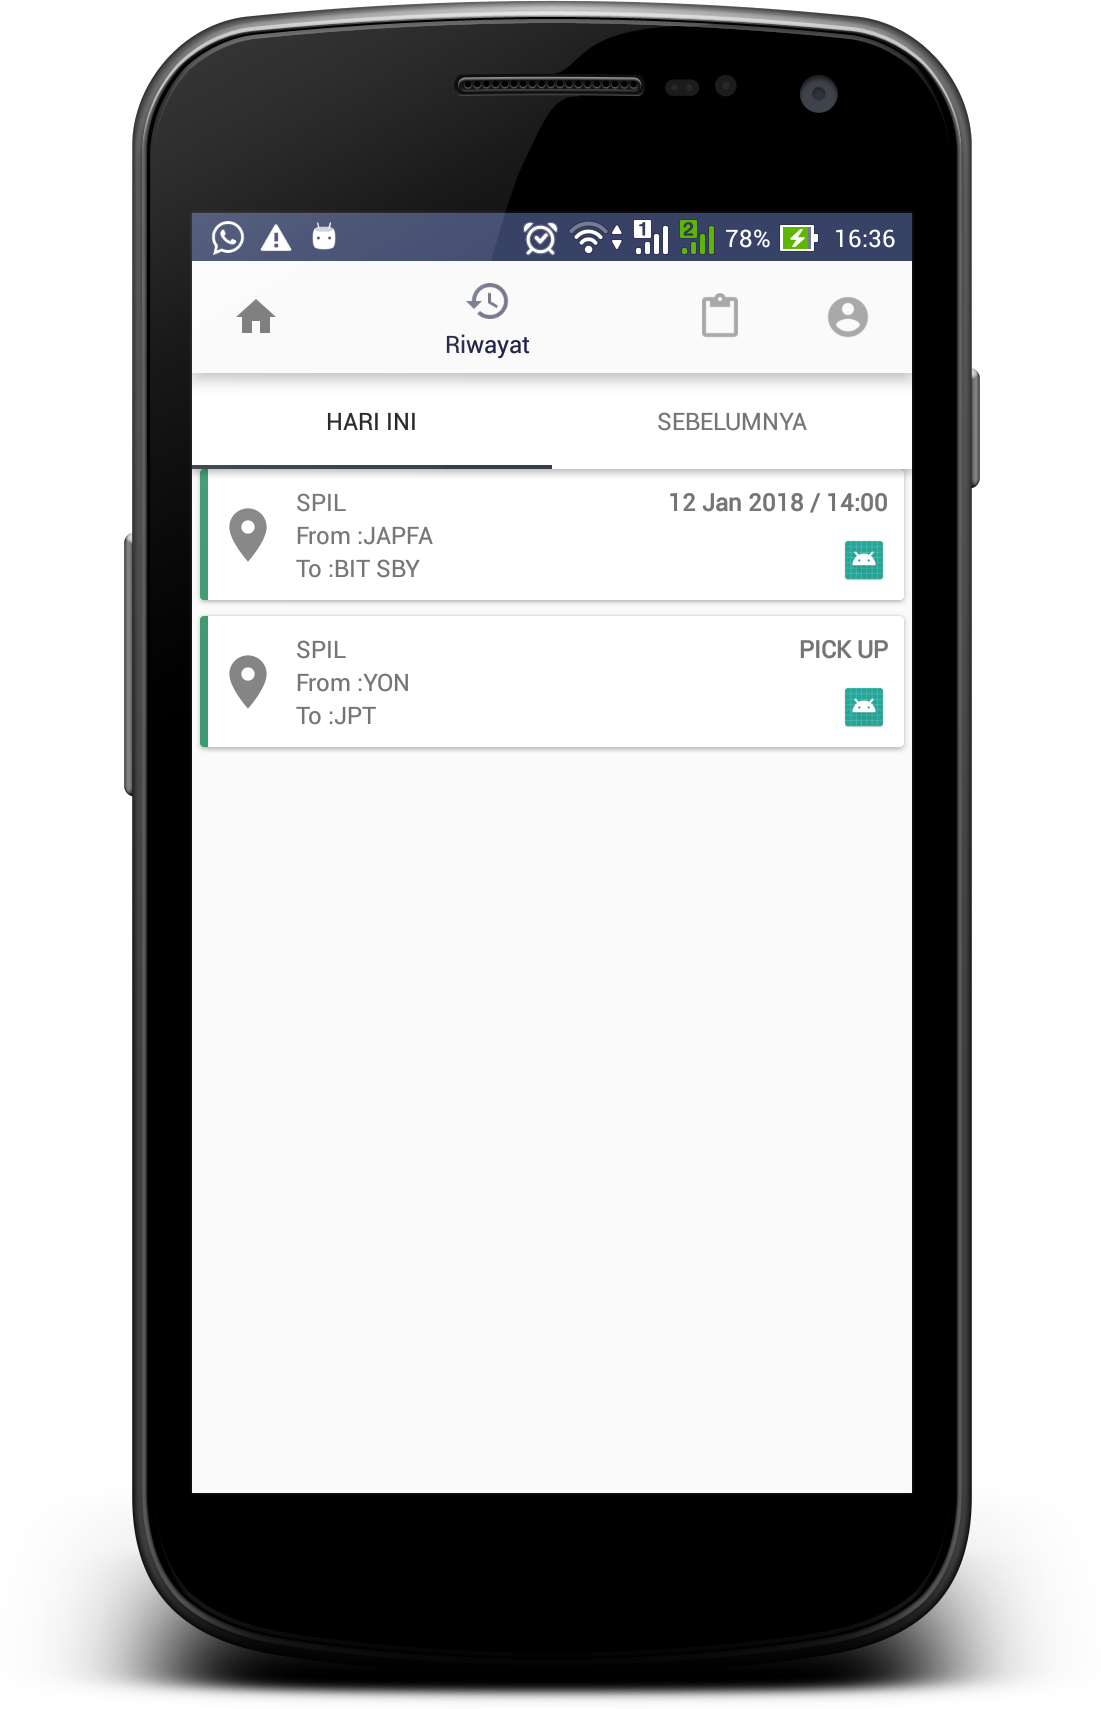 1 2 78% 16:36
Riwayat
HARI INI SEBELUMNYA
SPIL 12 Jan 2018 / 14:00
From :JAPFA
To :BIT SBY
SPIL PICK UP
From :YON
To :JPT